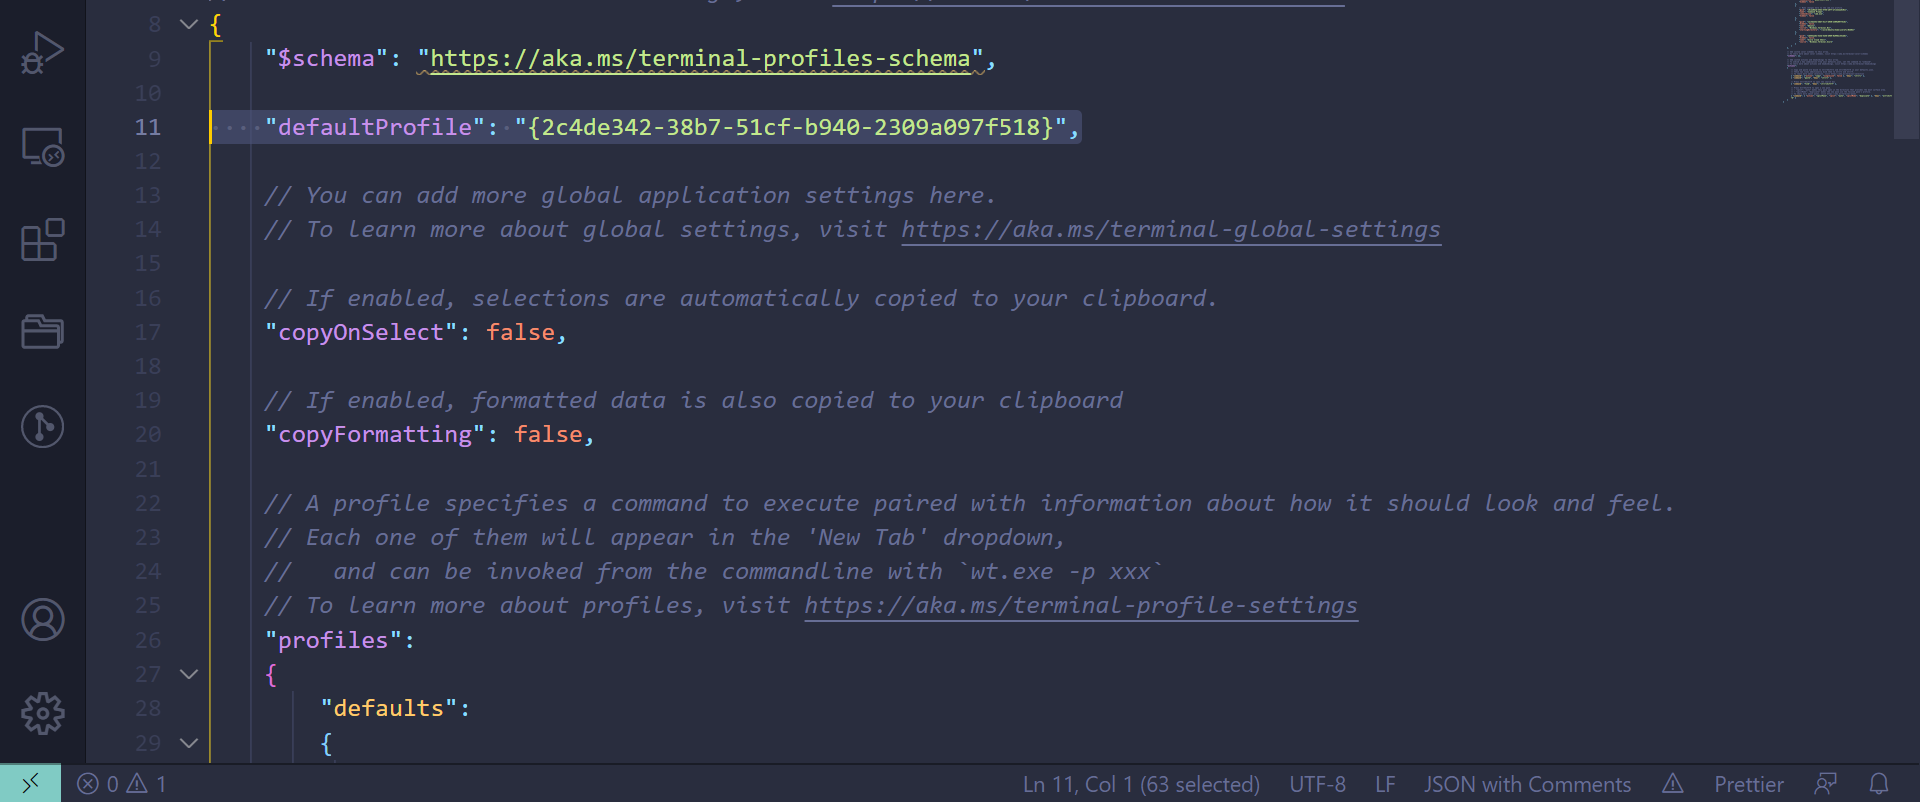 8 {
9 "$schema": "https://aka.ms/terminal-profiles-schema",
10
11 ····"defaultProfile":·"{2c4de342-38b7-51cf-b940-2309a097f518}",
12
13 // You can add more global application settings here.
14 // To learn more about global settings, visit https://aka.ms/terminal-global-settings
15
16 // If enabled, selections are automatically copied to your clipboard.
17 "copyOnSelect": false,
18
19 // If enabled, formatted data is also copied to your clipboard
20 "copyFormatting": false,
21
22 // A profile specifies a command to execute paired with information about how it should look and feel.
23 // Each one of them will appear in the 'New Tab' dropdown,
24 //   and can be invoked from the commandline with `wt.exe -p xxx`
25 // To learn more about profiles, visit https://aka.ms/terminal-profile-settings
26 "profiles":
27 {
28 "defaults":
29 {
0 1 Ln 11, Col 1 (63 selected) UTF-8 LF JSON with Comments Prettier